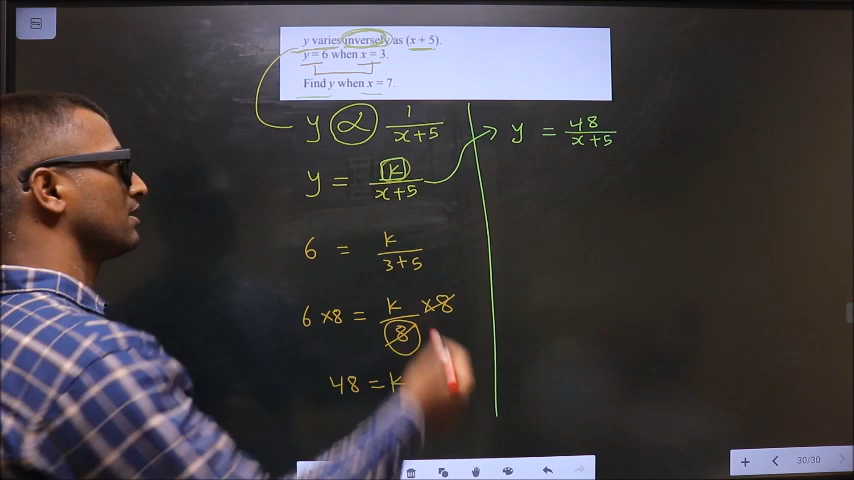 y varies inversely as (x + 5).
y = 6 when x = 3.
Find y when x = 7.
y ∝ 1/(x+5)
y = k/(x+5)
6 = k/(3+5)
6 × 8 = k/8 × 8
48 = k
y = 48/(x+5)
30/30